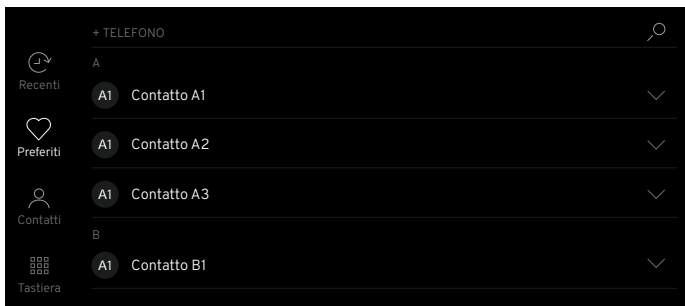 + TELEFONO
A
Recenti
A1 Contatto A1
Preferiti
A1 Contatto A2
A1 Contatto A3
Contatti
B
A1 Contatto B1
Tastiera